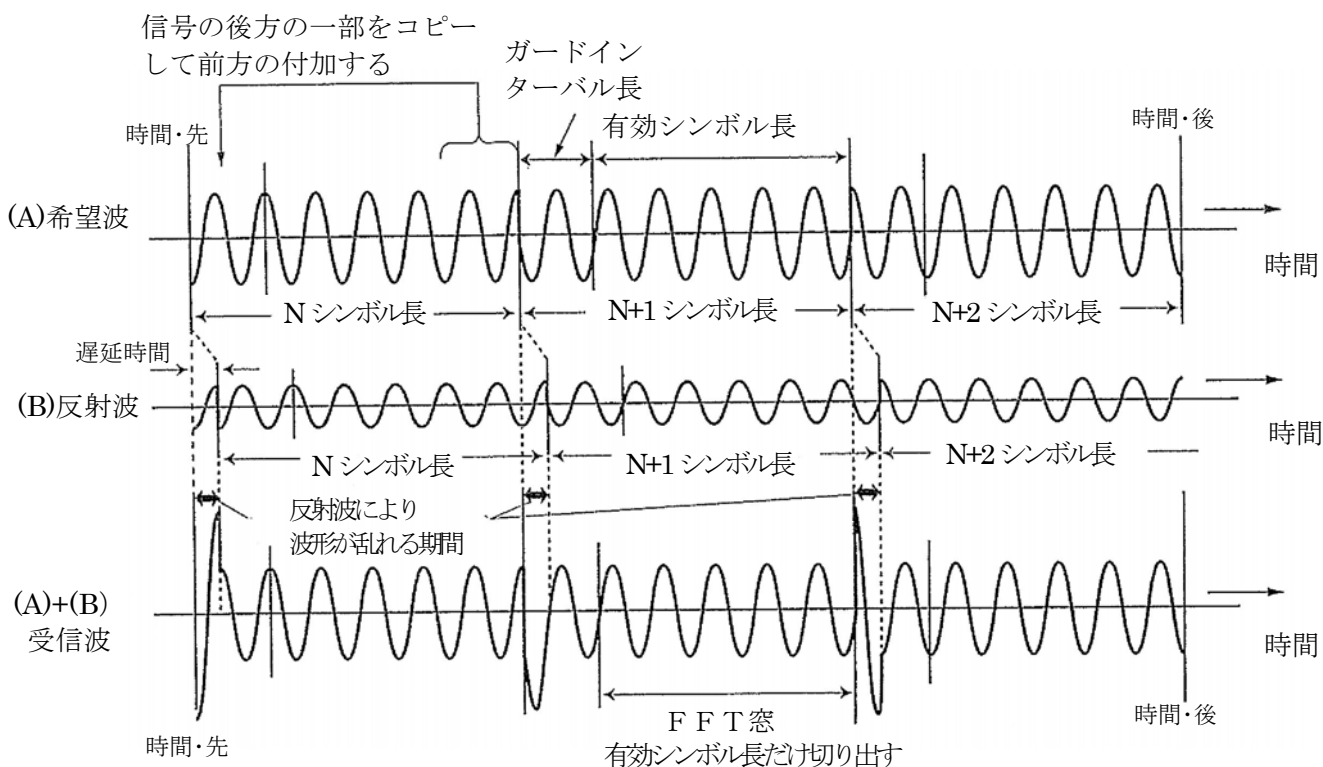 信号の後方の一部をコピー
して前方の付加する
ガードイン
ターバル長
有効シンボル長
時間・先
時間・後
(A)希望波
時間
Nシンボル長
N+1シンボル長
N+2シンボル長
遅延時間
(B)反射波
時間
Nシンボル長
N+1シンボル長
N+2シンボル長
反射波により
波形が乱れる期間
(A)+(B)
受信波
時間
FFT窓
有効シンボル長だけ切り出す
時間・先
時間・後